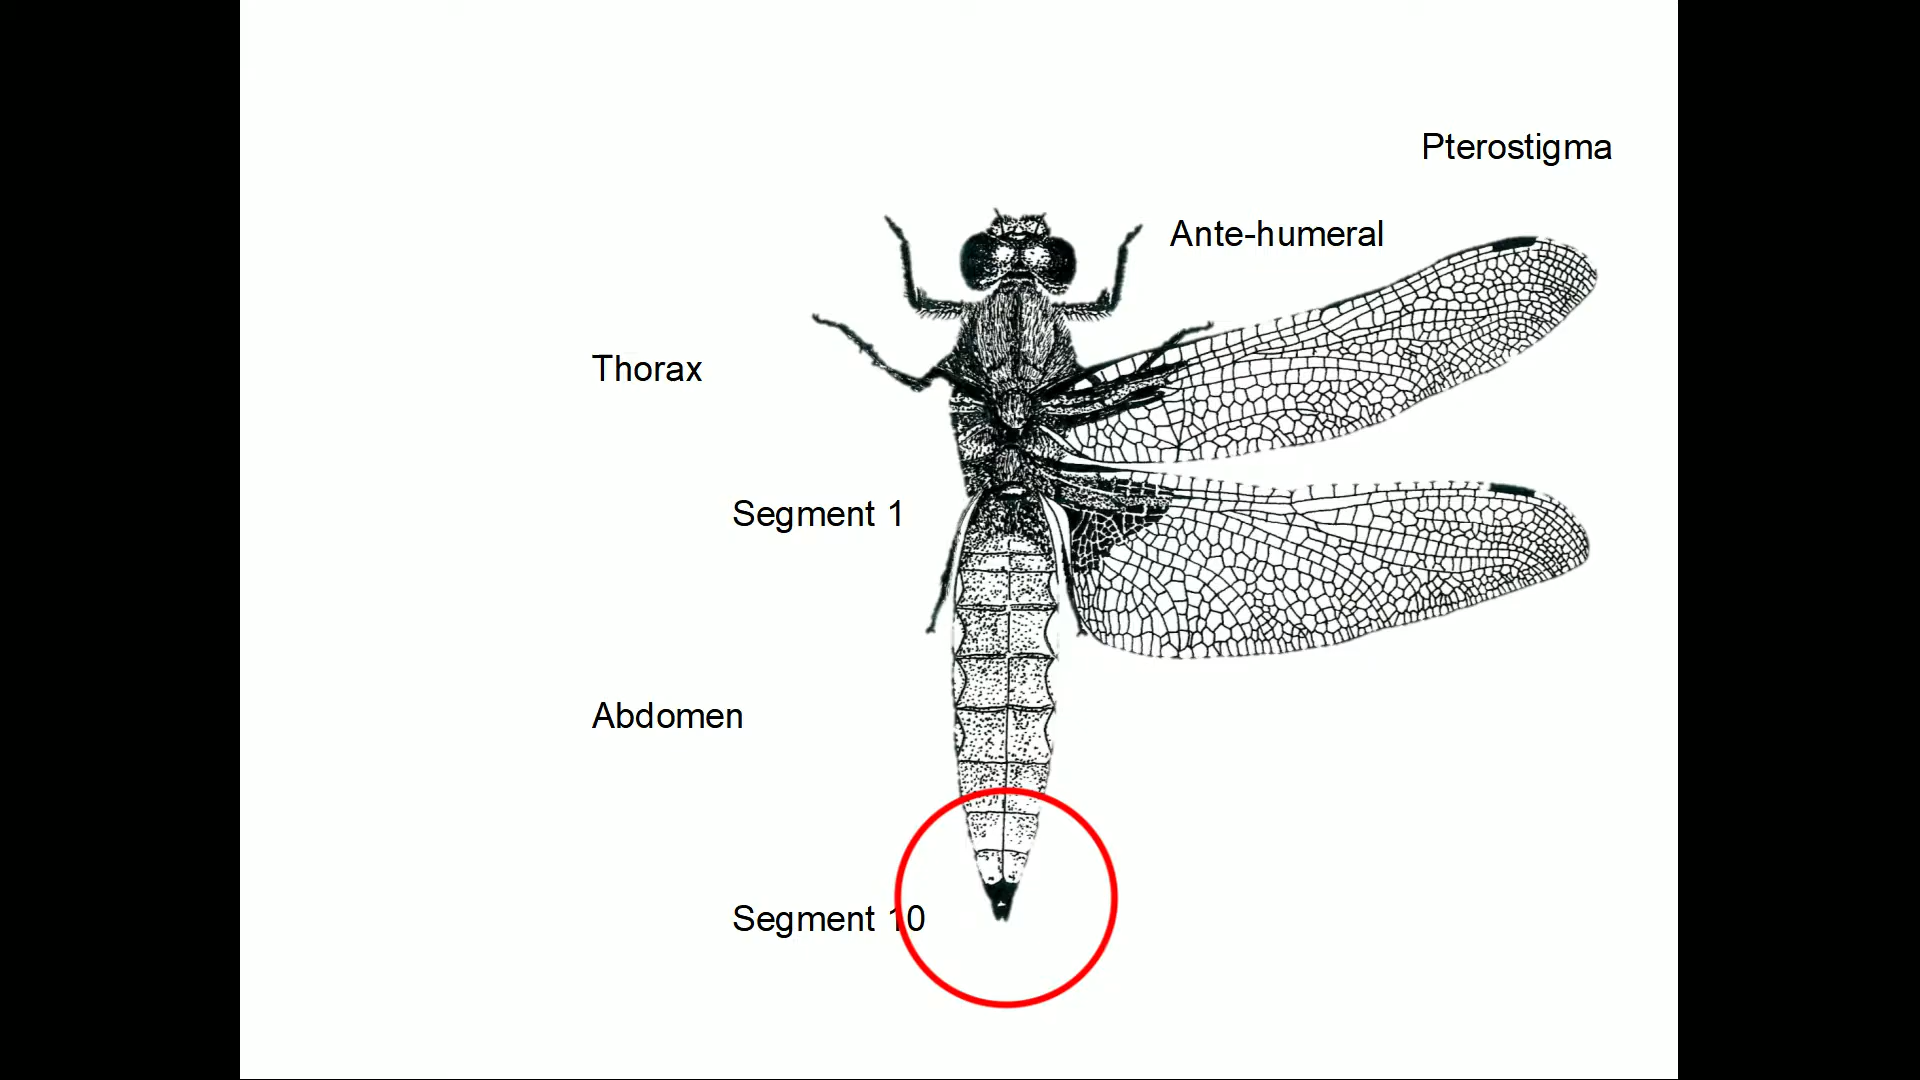 Pterostigma
Ante-humeral
Thorax
Segment 1
Abdomen
Segment 10